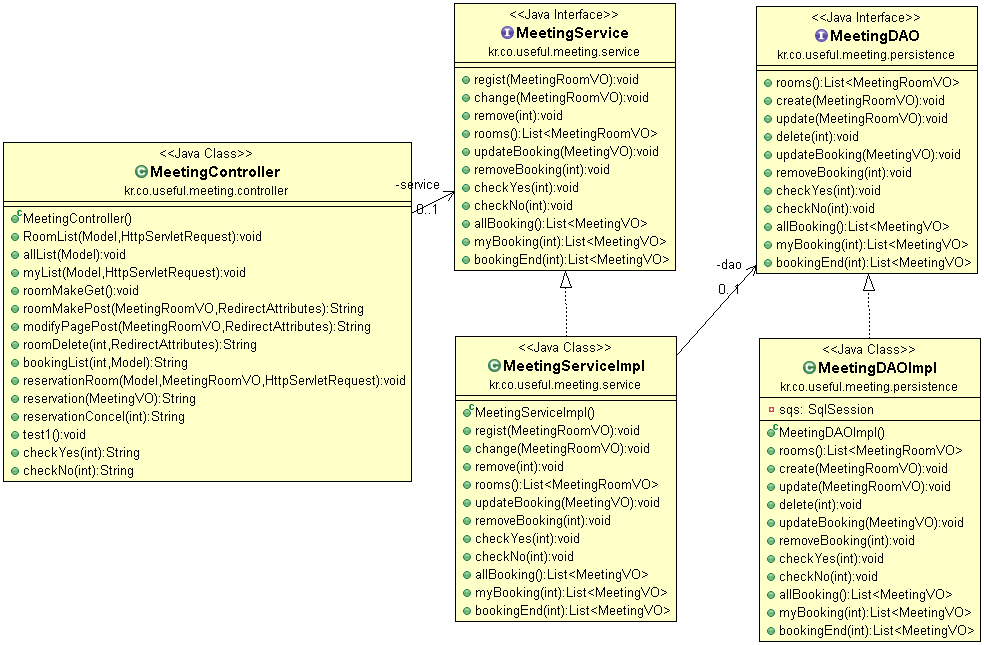 <<Java Class>>
MeetingController
kr.co.useful.meeting.controller
MeetingController()
RoomList(Model,HttpServletRequest):void
allList(Model):void
myList(Model,HttpServletRequest):void
roomMakeGet():void
roomMakePost(MeetingRoomVO,RedirectAttributes):String
modifyPagePost(MeetingRoomVO,RedirectAttributes):String
roomDelete(int,RedirectAttributes):String
bookingList(int,Model):String
reservationRoom(Model,MeetingRoomVO,HttpServletRequest):void
reservation(MeetingVO):String
reservationConcel(int):String
test1():void
checkYes(int):String
checkNo(int):String
-service
0..1
<<Java Interface>>
MeetingService
kr.co.useful.meeting.service
regist(MeetingRoomVO):void
change(MeetingRoomVO):void
remove(int):void
rooms():List<MeetingRoomVO>
updateBooking(MeetingVO):void
removeBooking(int):void
checkYes(int):void
checkNo(int):void
allBooking():List<MeetingVO>
myBooking(int):List<MeetingVO>
bookingEnd(int):List<MeetingVO>
<<Java Class>>
MeetingServiceImpl
kr.co.useful.meeting.service
MeetingServiceImpl()
regist(MeetingRoomVO):void
change(MeetingRoomVO):void
remove(int):void
rooms():List<MeetingRoomVO>
updateBooking(MeetingVO):void
removeBooking(int):void
checkYes(int):void
checkNo(int):void
allBooking():List<MeetingVO>
myBooking(int):List<MeetingVO>
bookingEnd(int):List<MeetingVO>
-dao
0..1
<<Java Interface>>
MeetingDAO
kr.co.useful.meeting.persistence
rooms():List<MeetingRoomVO>
create(MeetingRoomVO):void
update(MeetingRoomVO):void
delete(int):void
updateBooking(MeetingVO):void
removeBooking(int):void
checkYes(int):void
checkNo(int):void
allBooking():List<MeetingVO>
myBooking(int):List<MeetingVO>
bookingEnd(int):List<MeetingVO>
<<Java Class>>
MeetingDAOImpl
kr.co.useful.meeting.persistence
sqs: SqlSession
MeetingDAOImpl()
rooms():List<MeetingRoomVO>
create(MeetingRoomVO):void
update(MeetingRoomVO):void
delete(int):void
updateBooking(MeetingVO):void
removeBooking(int):void
checkYes(int):void
checkNo(int):void
allBooking():List<MeetingVO>
myBooking(int):List<MeetingVO>
bookingEnd(int):List<MeetingVO>